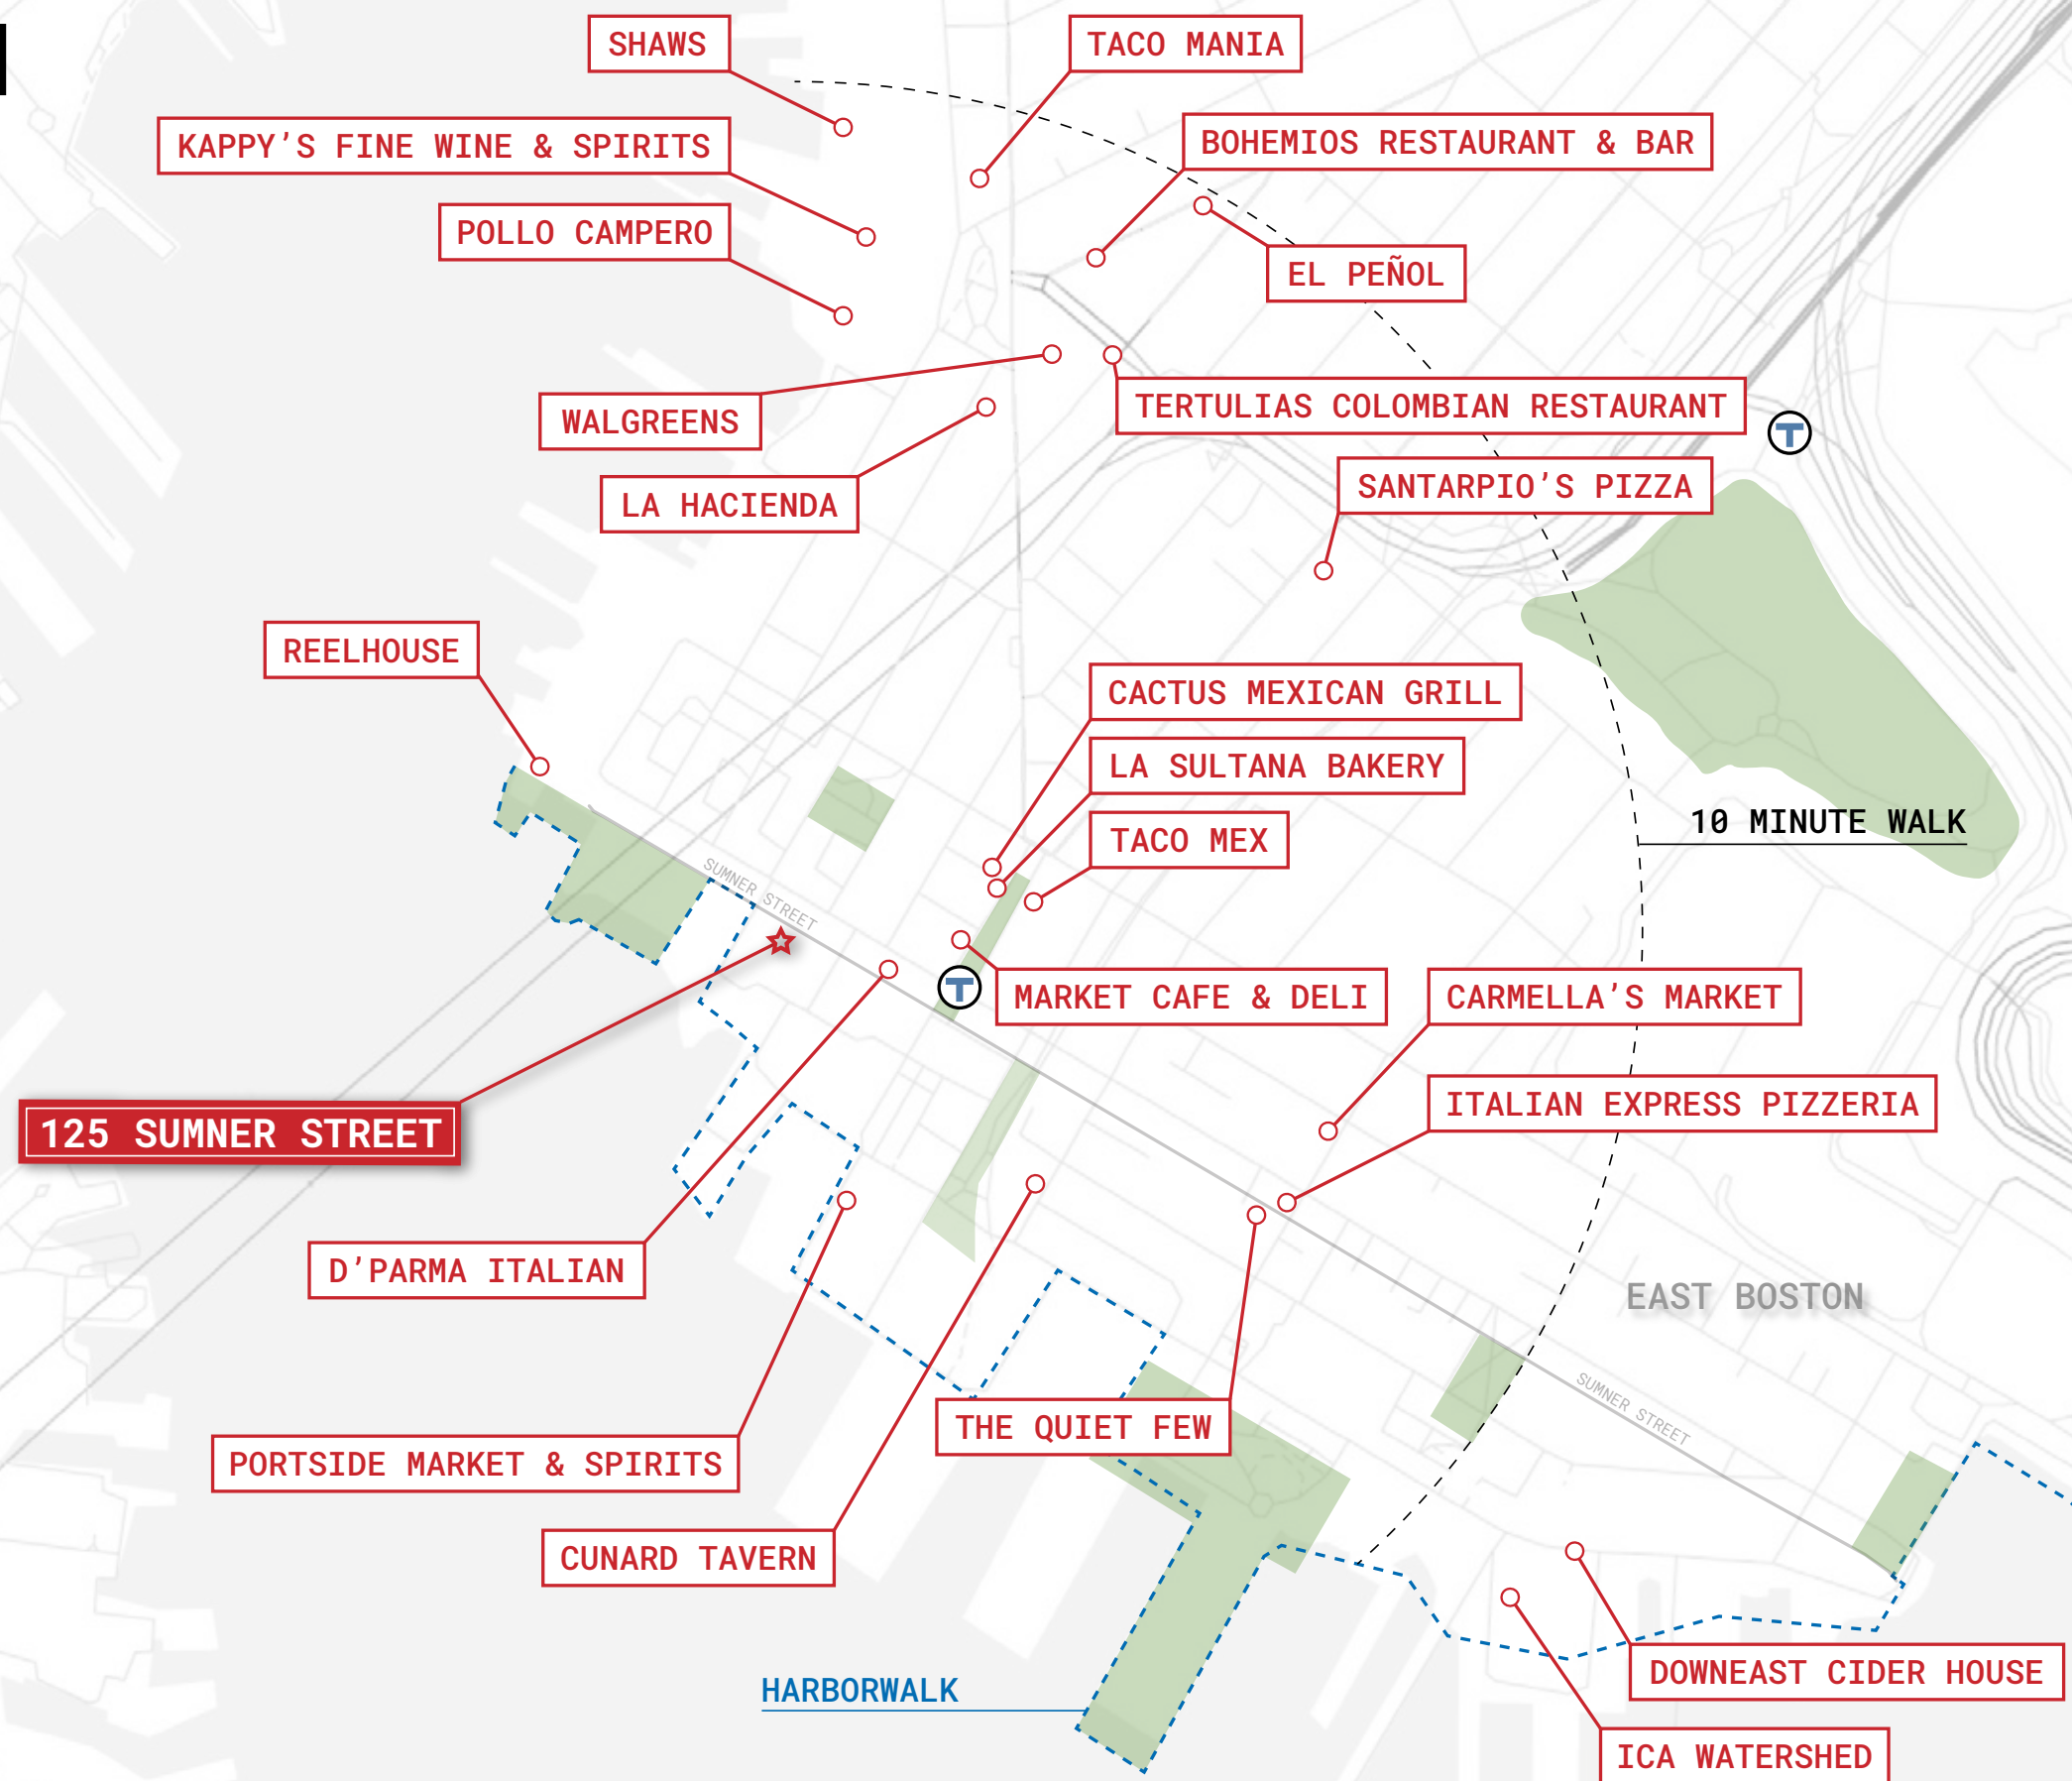 SHAWS
TACO MANIA
KAPPY’S FINE WINE & SPIRITS
BOHEMIOS RESTAURANT & BAR
POLLO CAMPERO
EL PEÑOL
WALGREENS
TERTULIAS COLOMBIAN RESTAURANT
T
LA HACIENDA
SANTARPIO’S PIZZA
REELHOUSE
CACTUS MEXICAN GRILL
LA SULTANA BAKERY
TACO MEX
10 MINUTE WALK
SUMNER STREET
T
MARKET CAFE & DELI
CARMELLA’S MARKET
125 SUMNER STREET
ITALIAN EXPRESS PIZZERIA
D’PARMA ITALIAN
EAST BOSTON
SUMNER STREET
THE QUIET FEW
PORTSIDE MARKET & SPIRITS
CUNARD TAVERN
HARBORWALK
DOWNEAST CIDER HOUSE
ICA WATERSHED